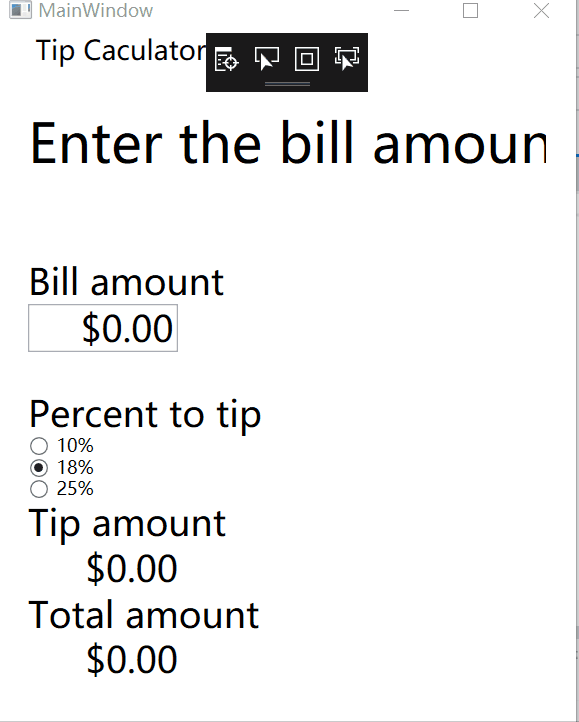 MainWindow
Tip Caculator
Enter the bill amoun
Bill amount
$0.00
Percent to tip
10%
18%
25%
Tip amount
$0.00
Total amount
$0.00